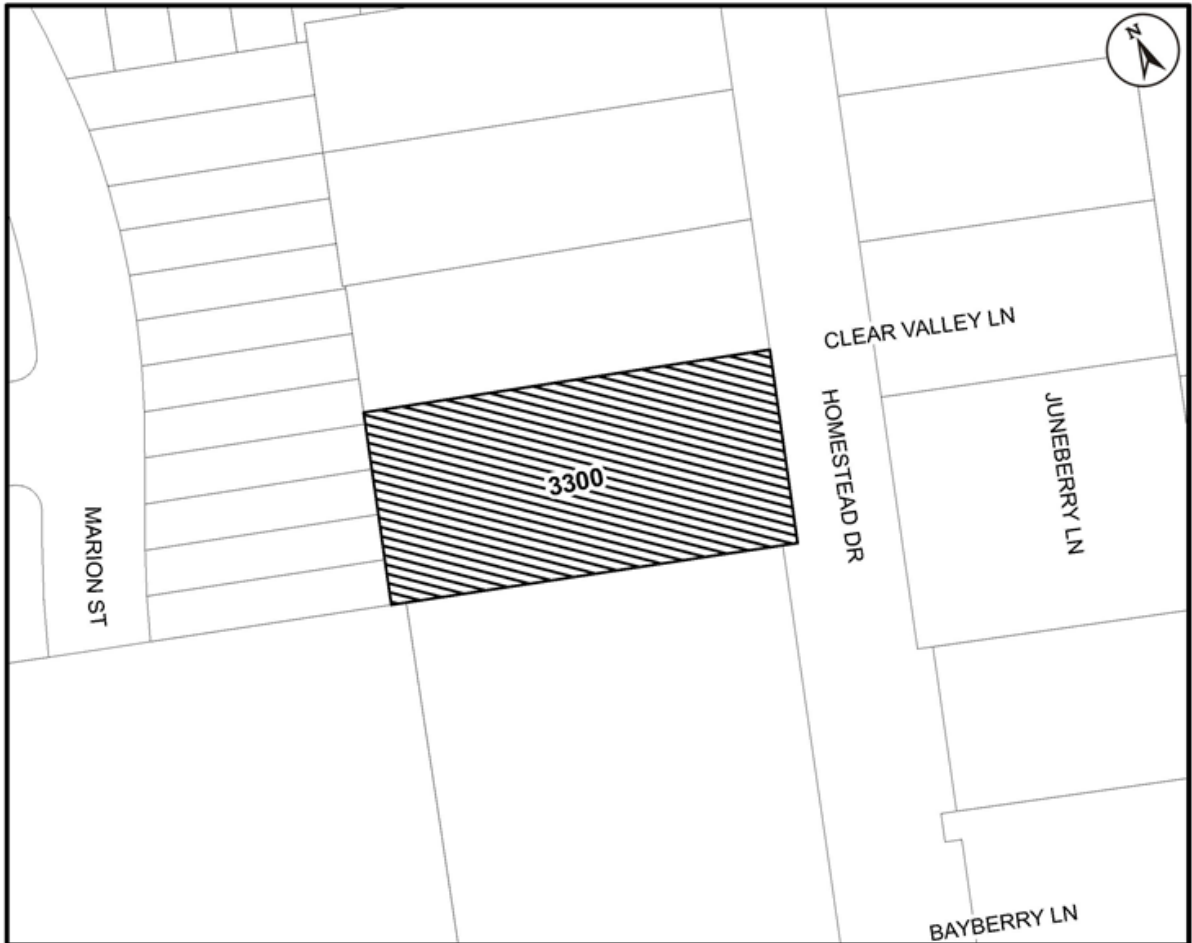 N
CLEAR VALLEY LN
HOMESTEAD DR
JUNEBERRY LN
3300
MARION ST
BAYBERRY LN